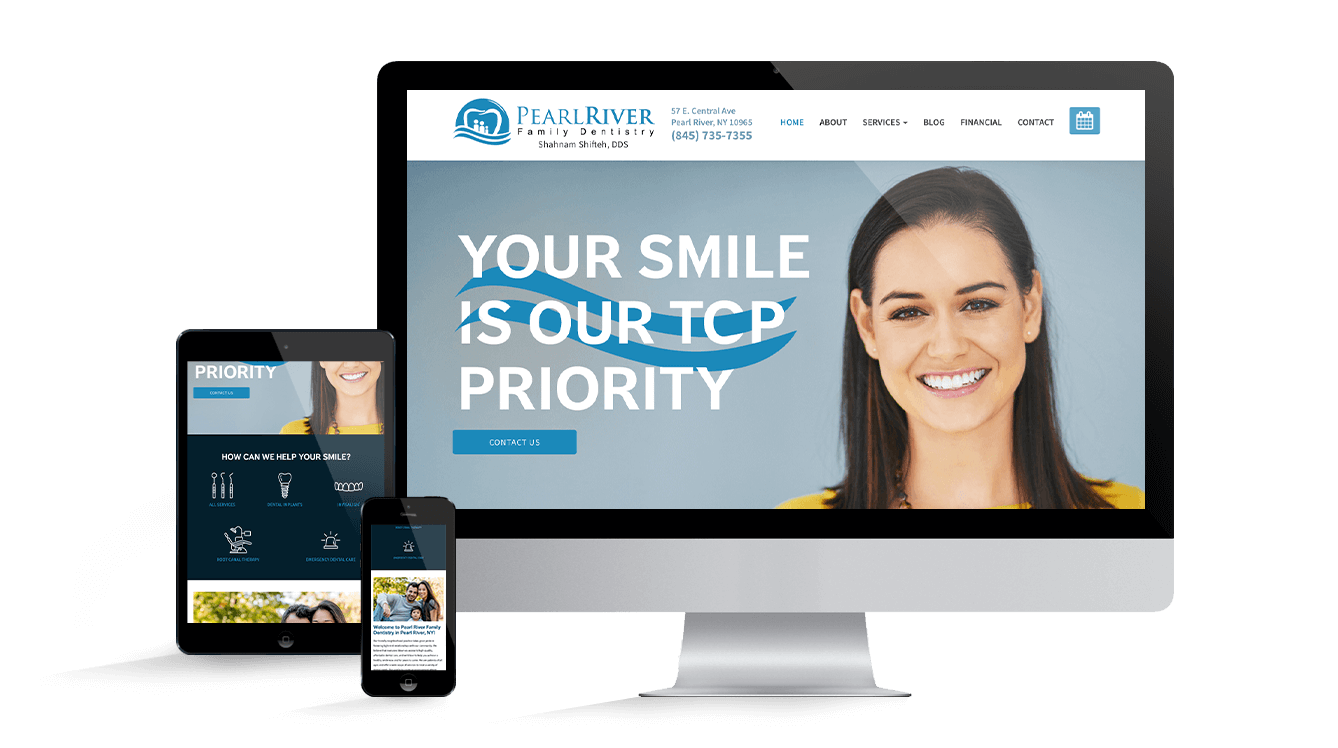 PEARLRIVER
Family Dentistry
Shahnam Shifteh, DDS
57 E. Central Ave
Pearl River, NY 10965
(845) 735-7355
HOME ABOUT SERVICES BLOG FINANCIAL CONTACT
YOUR SMILE
IS OUR TOP
PRIORITY
CONTACT US
PRIORITY
CONTACT US
HOW CAN WE HELP YOUR SMILE?
ALL SERVICES
DENTAL IMPLANTS
ROOT CANAL THERAPY
EMERGENCY DENTAL CARE
EMERGENCY DENTAL CARE
Welcome to Pearl River Family
Dentistry in Pearl River, NY!